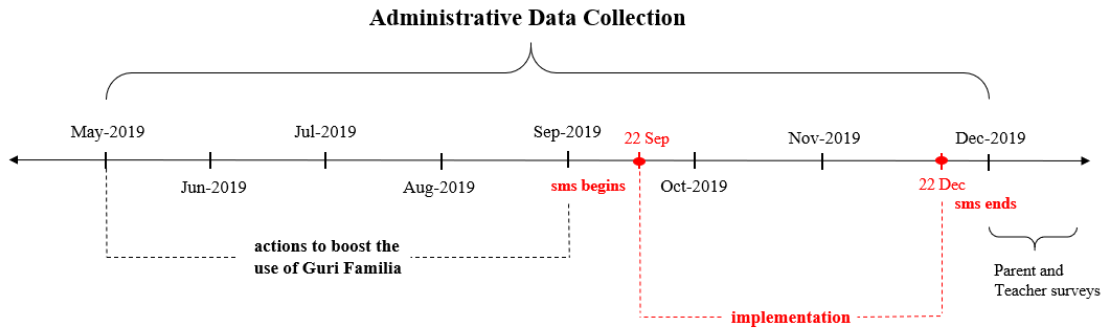 Administrative Data Collection
May-2019
Jul-2019
Sep-2019
22 Sep
Nov-2019
Dec-2019
Jun-2019
Aug-2019
sms begins
Oct-2019
22 Dec
sms ends
actions to boost the
use of Guri Familia
Parent and
Teacher surveys
implementation